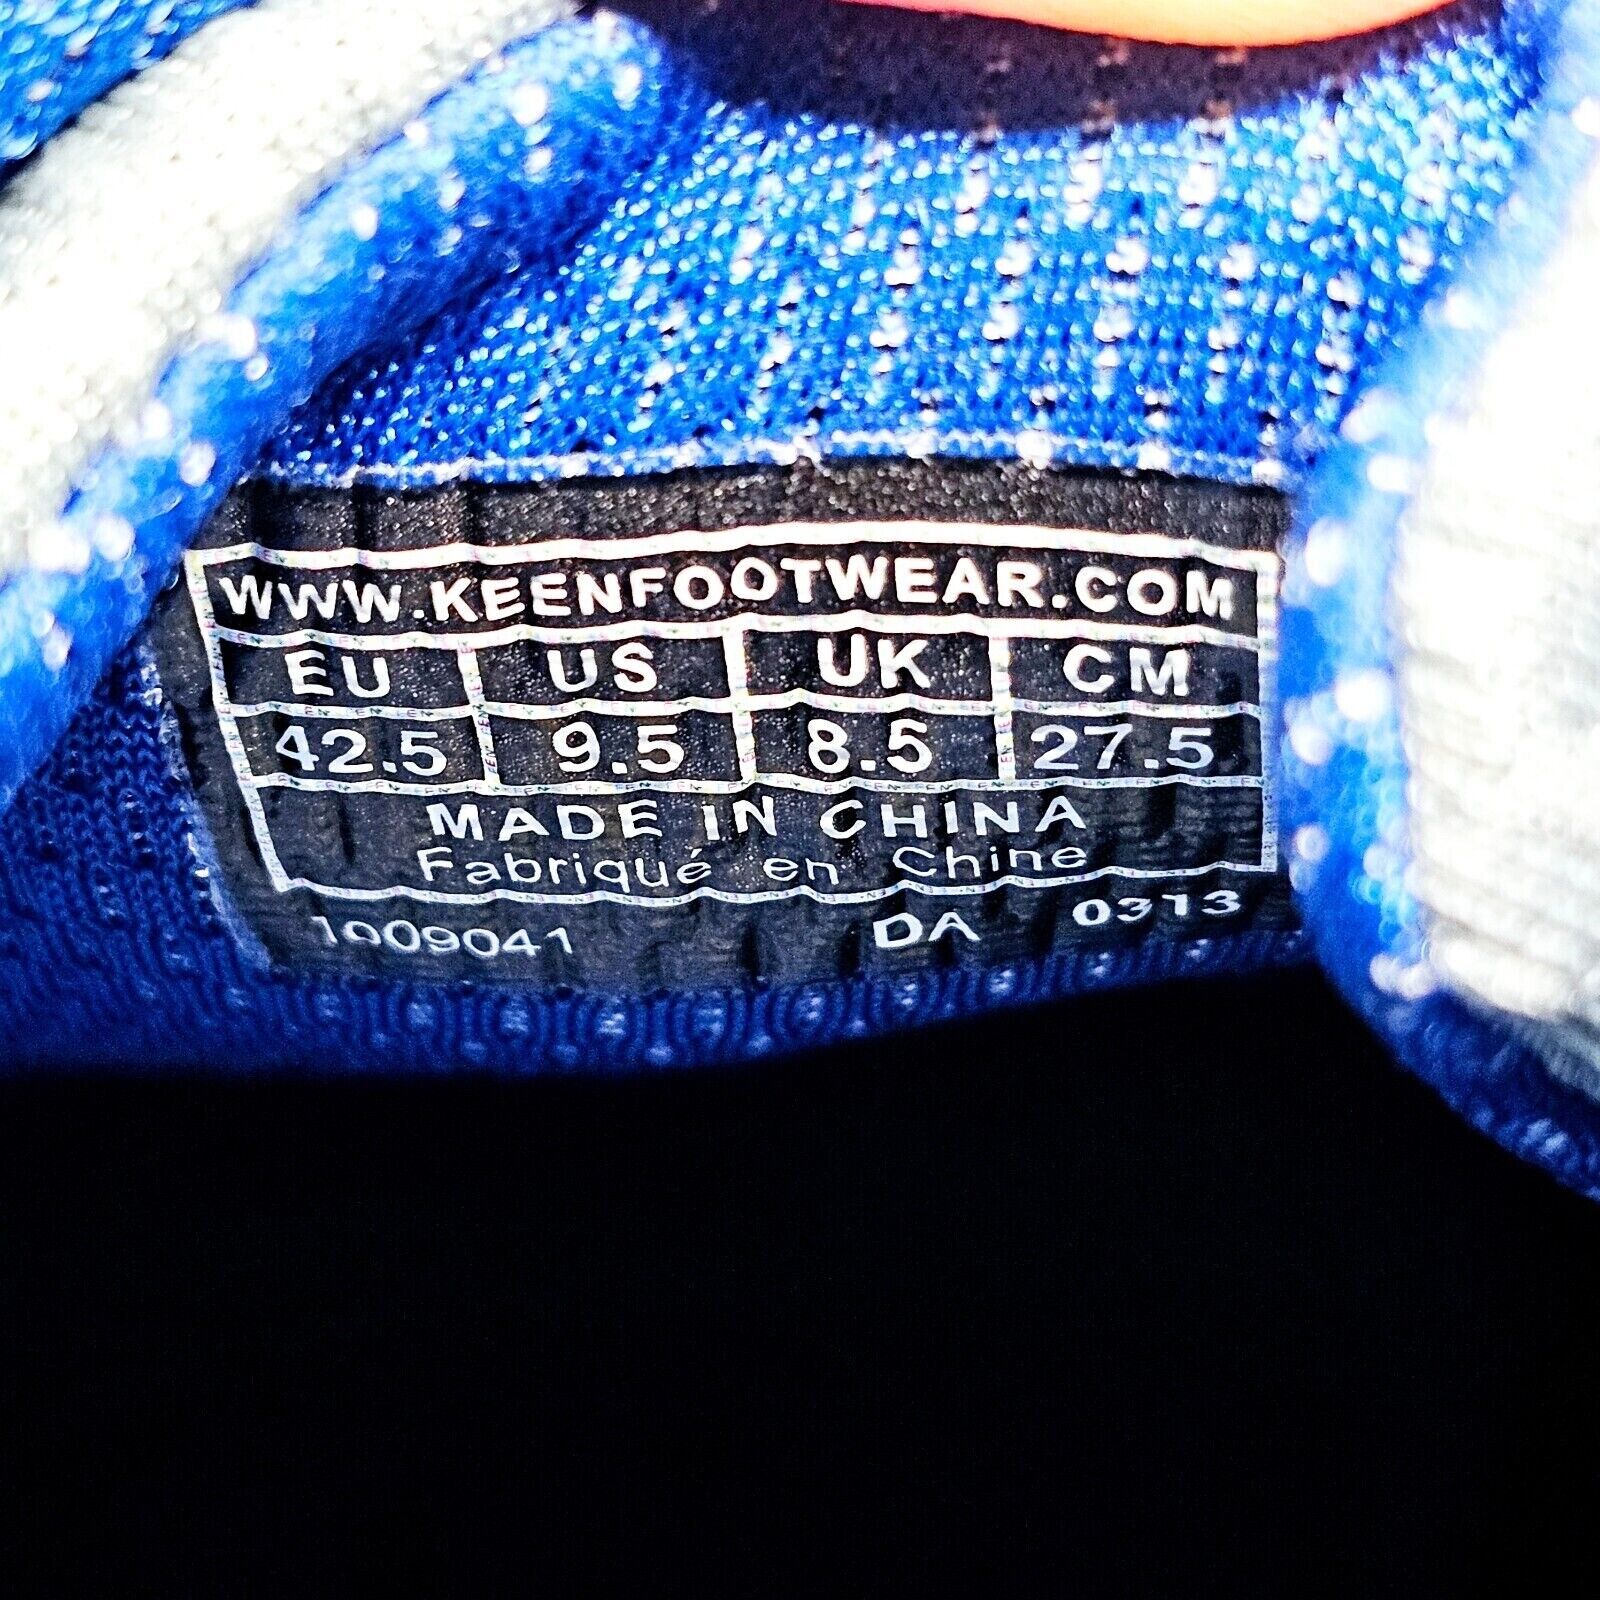 WWW.KEENFOOTWEAR.COM
EU US UK CM
42.5 9.5 8.5 27.5
MADE IN CHINA
Fabriqué en Chine
1009041 DA 0313